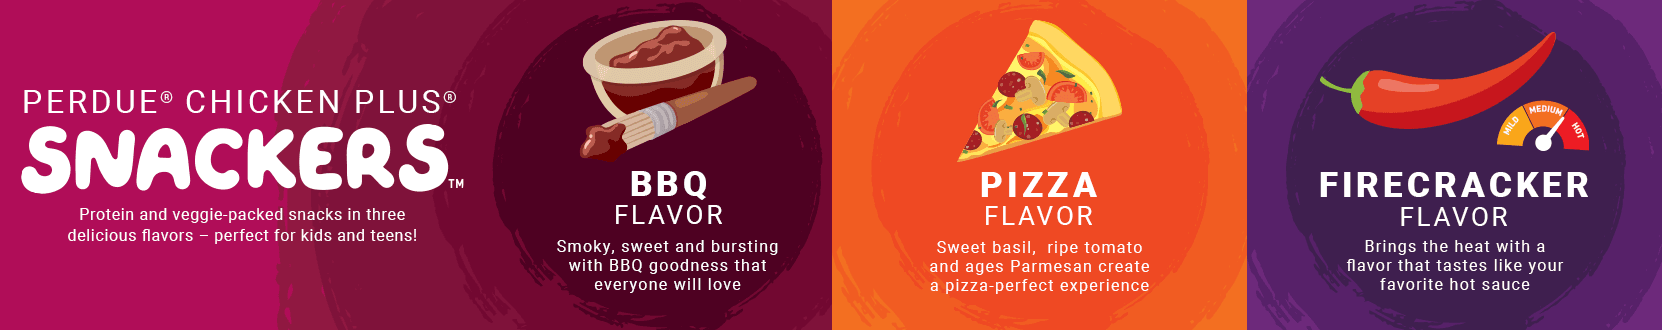 PERDUE® CHICKEN PLUS®
SNACKERS™
Protein and veggie-packed snacks in three
delicious flavors – perfect for kids and teens!
BBQ
FLAVOR
Smoky, sweet and bursting
with BBQ goodness that
everyone will love
PIZZA
FLAVOR
Sweet basil, ripe tomato
and ages Parmesan create
a pizza-perfect experience
MILD
MEDIUM
HOT
FIRECRACKER
FLAVOR
Brings the heat with a
flavor that tastes like your
favorite hot sauce